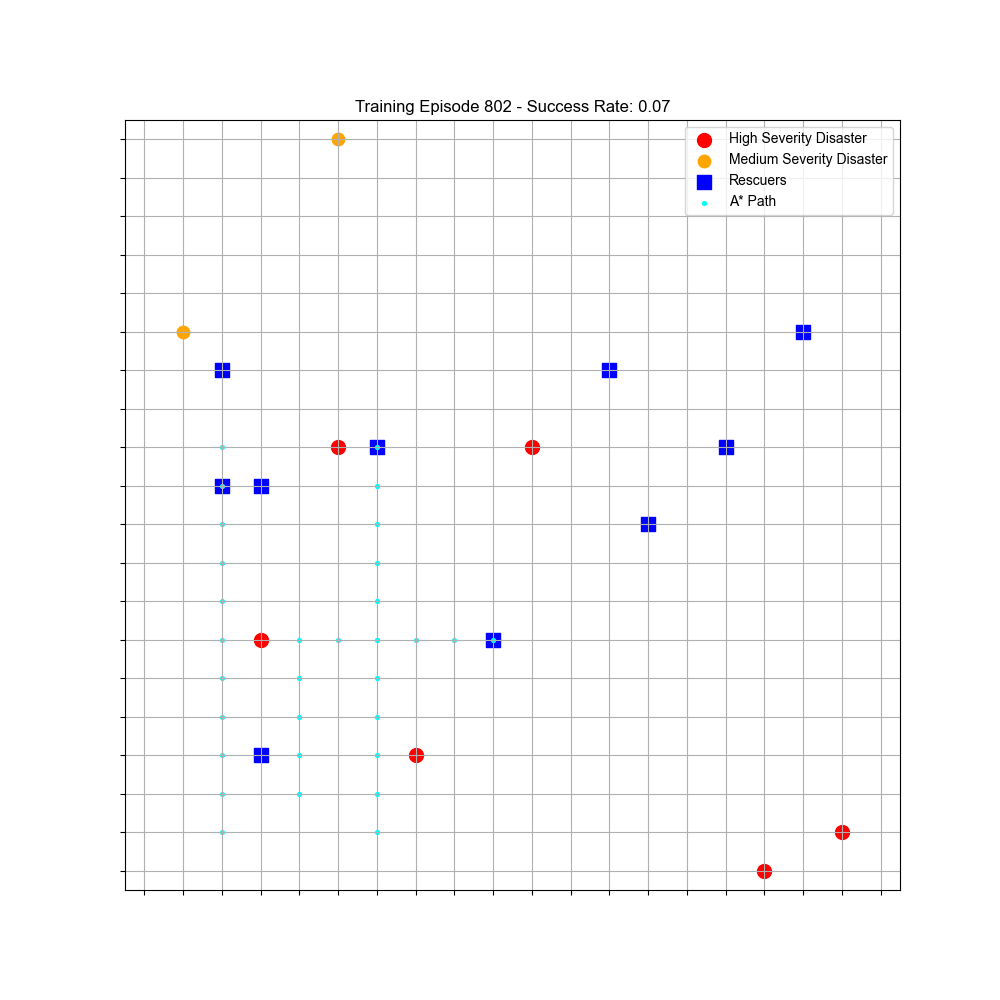 Training Episode 802 - Success Rate: 0.07
High Severity Disaster
Medium Severity Disaster
Rescuers
A* Path